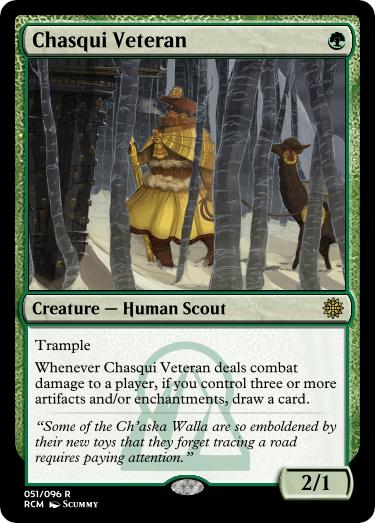 Chasqui Veteran
Creature — Human Scout
Trample
Whenever Chasqui Veteran deals combat
damage to a player, if you control three or more
artifacts and/or enchantments, draw a card.
“Some of the Ch’aska Walla are so emboldened by
their new toys that they forget tracing a road
requires paying attention.”
2/1
051/096 R
RCM Scummy